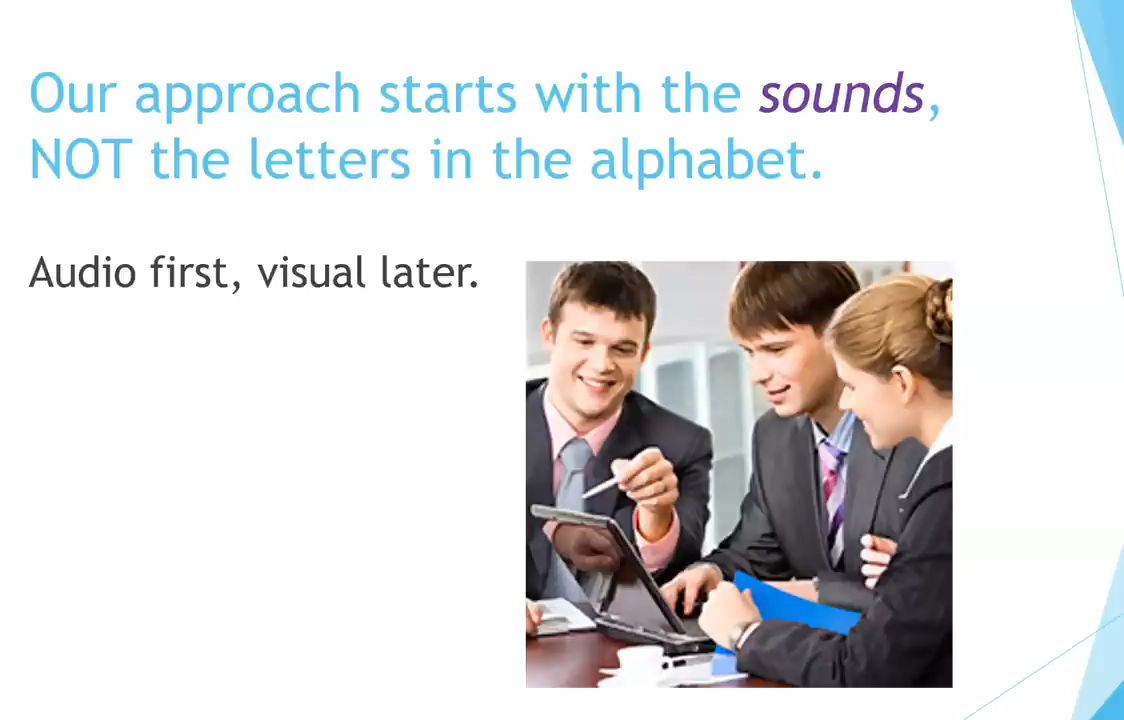 Our approach starts with the sounds,
NOT the letters in the alphabet.
Audio first, visual later.